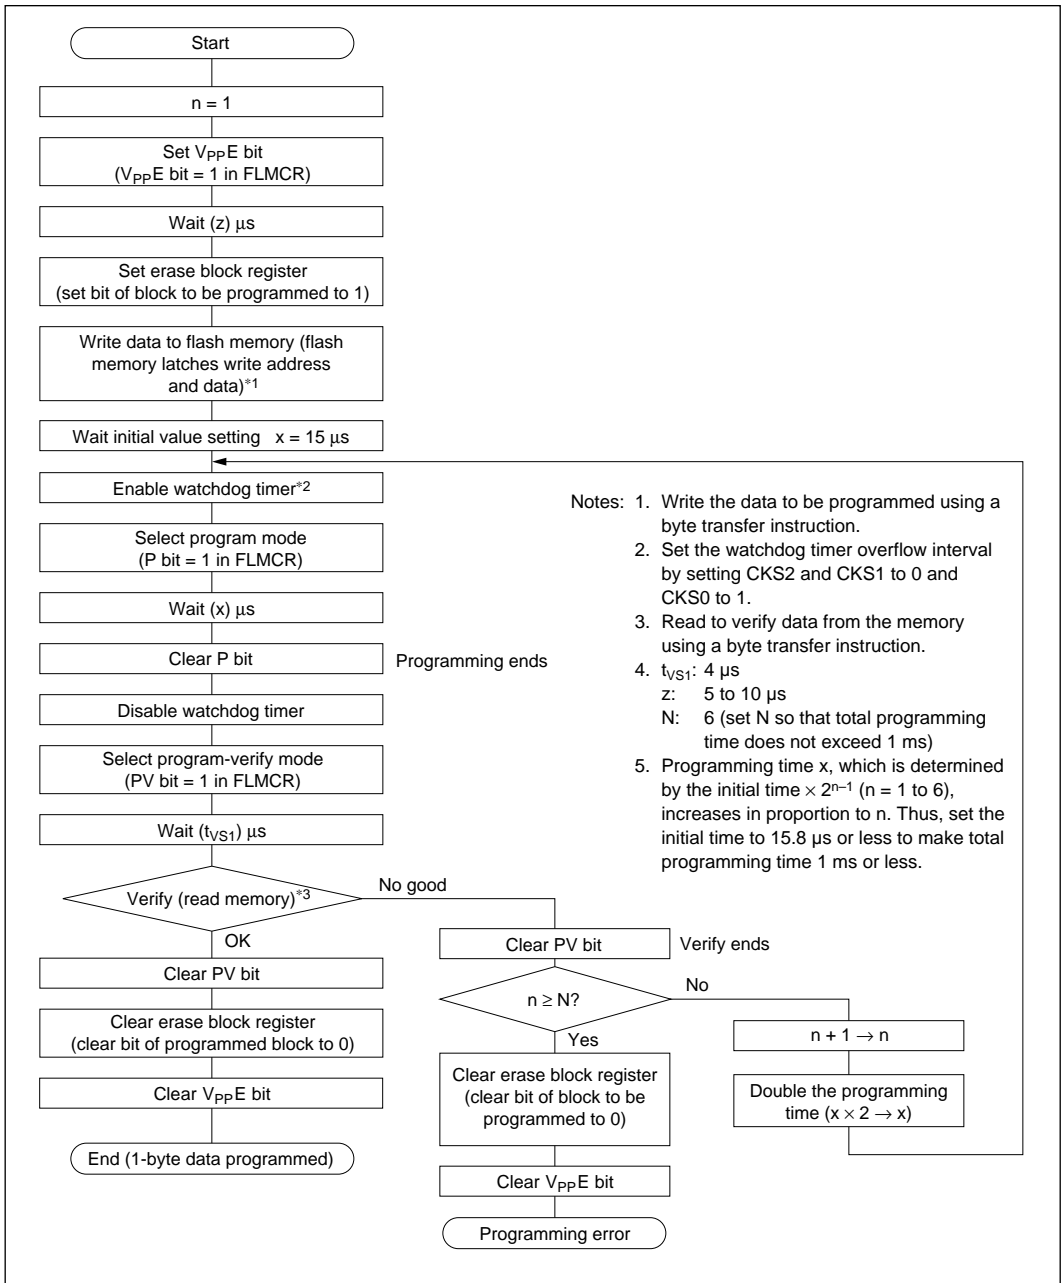 Start
n = 1
Set VPPE bit
(VPPE bit = 1 in FLMCR)
Wait (z) µs
Set erase block register
(set bit of block to be programmed to 1)
Write data to flash memory (flash
memory latches write address
and data)*1
Wait initial value setting x = 15 µs
Enable watchdog timer*2
Select program mode
(P bit = 1 in FLMCR)
Wait (x) µs
Clear P bit
Programming ends
Disable watchdog timer
Select program-verify mode
(PV bit = 1 in FLMCR)
Wait (tVS1) µs
Verify (read memory)*3
No good
OK
Clear PV bit
Clear erase block register
(clear bit of programmed block to 0)
Clear VPPE bit
End (1-byte data programmed)
Clear PV bit
Verify ends
n ≥ N?
No
Yes
Clear erase block register
(clear bit of block to be
programmed to 0)
Clear VPPE bit
Programming error
n + 1 → n
Double the programming
time (x × 2 → x)
Notes: 1. Write the data to be programmed using a
byte transfer instruction.
2. Set the watchdog timer overflow interval
by setting CKS2 and CKS1 to 0 and
CKS0 to 1.
3. Read to verify data from the memory
using a byte transfer instruction.
4. tVS1: 4 µs
z: 5 to 10 µs
N: 6 (set N so that total programming
time does not exceed 1 ms)
5. Programming time x, which is determined
by the initial time × 2n–1 (n = 1 to 6),
increases in proportion to n. Thus, set the
initial time to 15.8 µs or less to make total
programming time 1 ms or less.